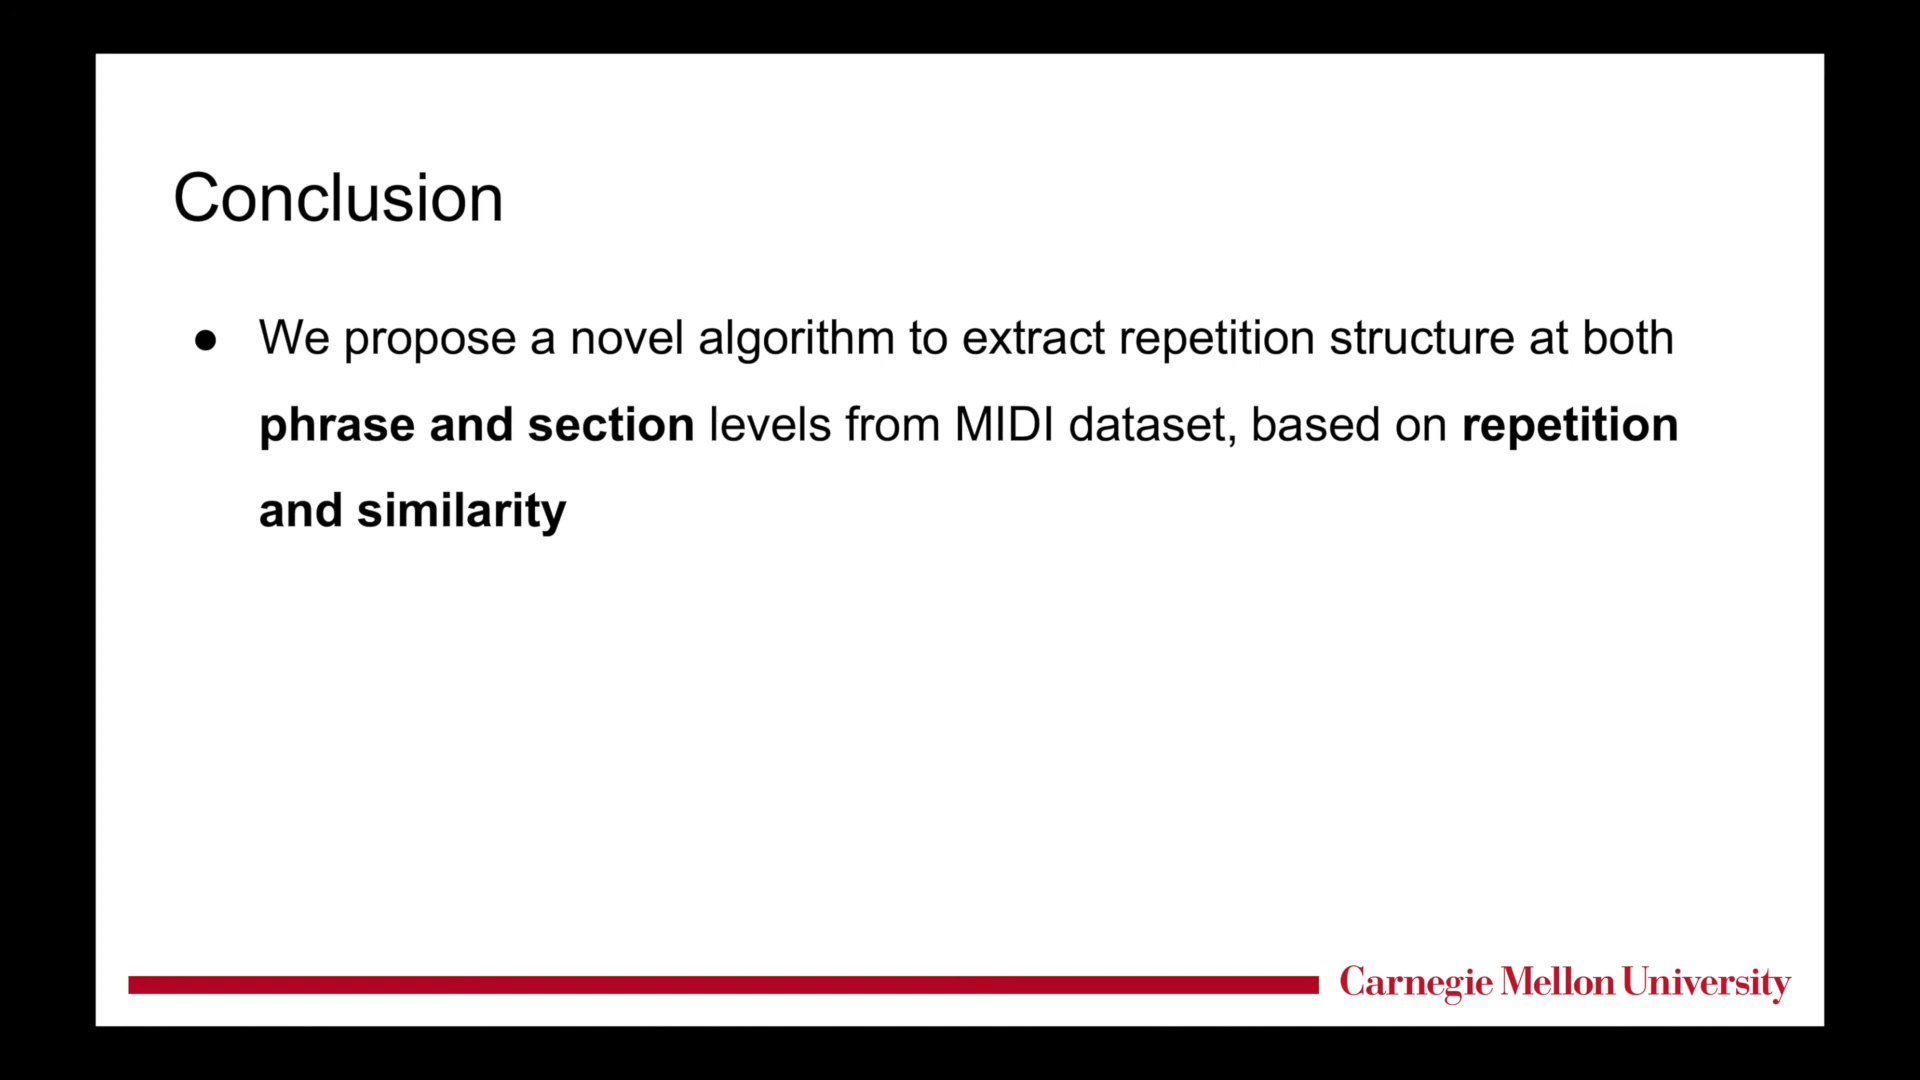 Conclusion
● We propose a novel algorithm to extract repetition structure at both
phrase and section levels from MIDI dataset, based on repetition
and similarity
Carnegie Mellon University